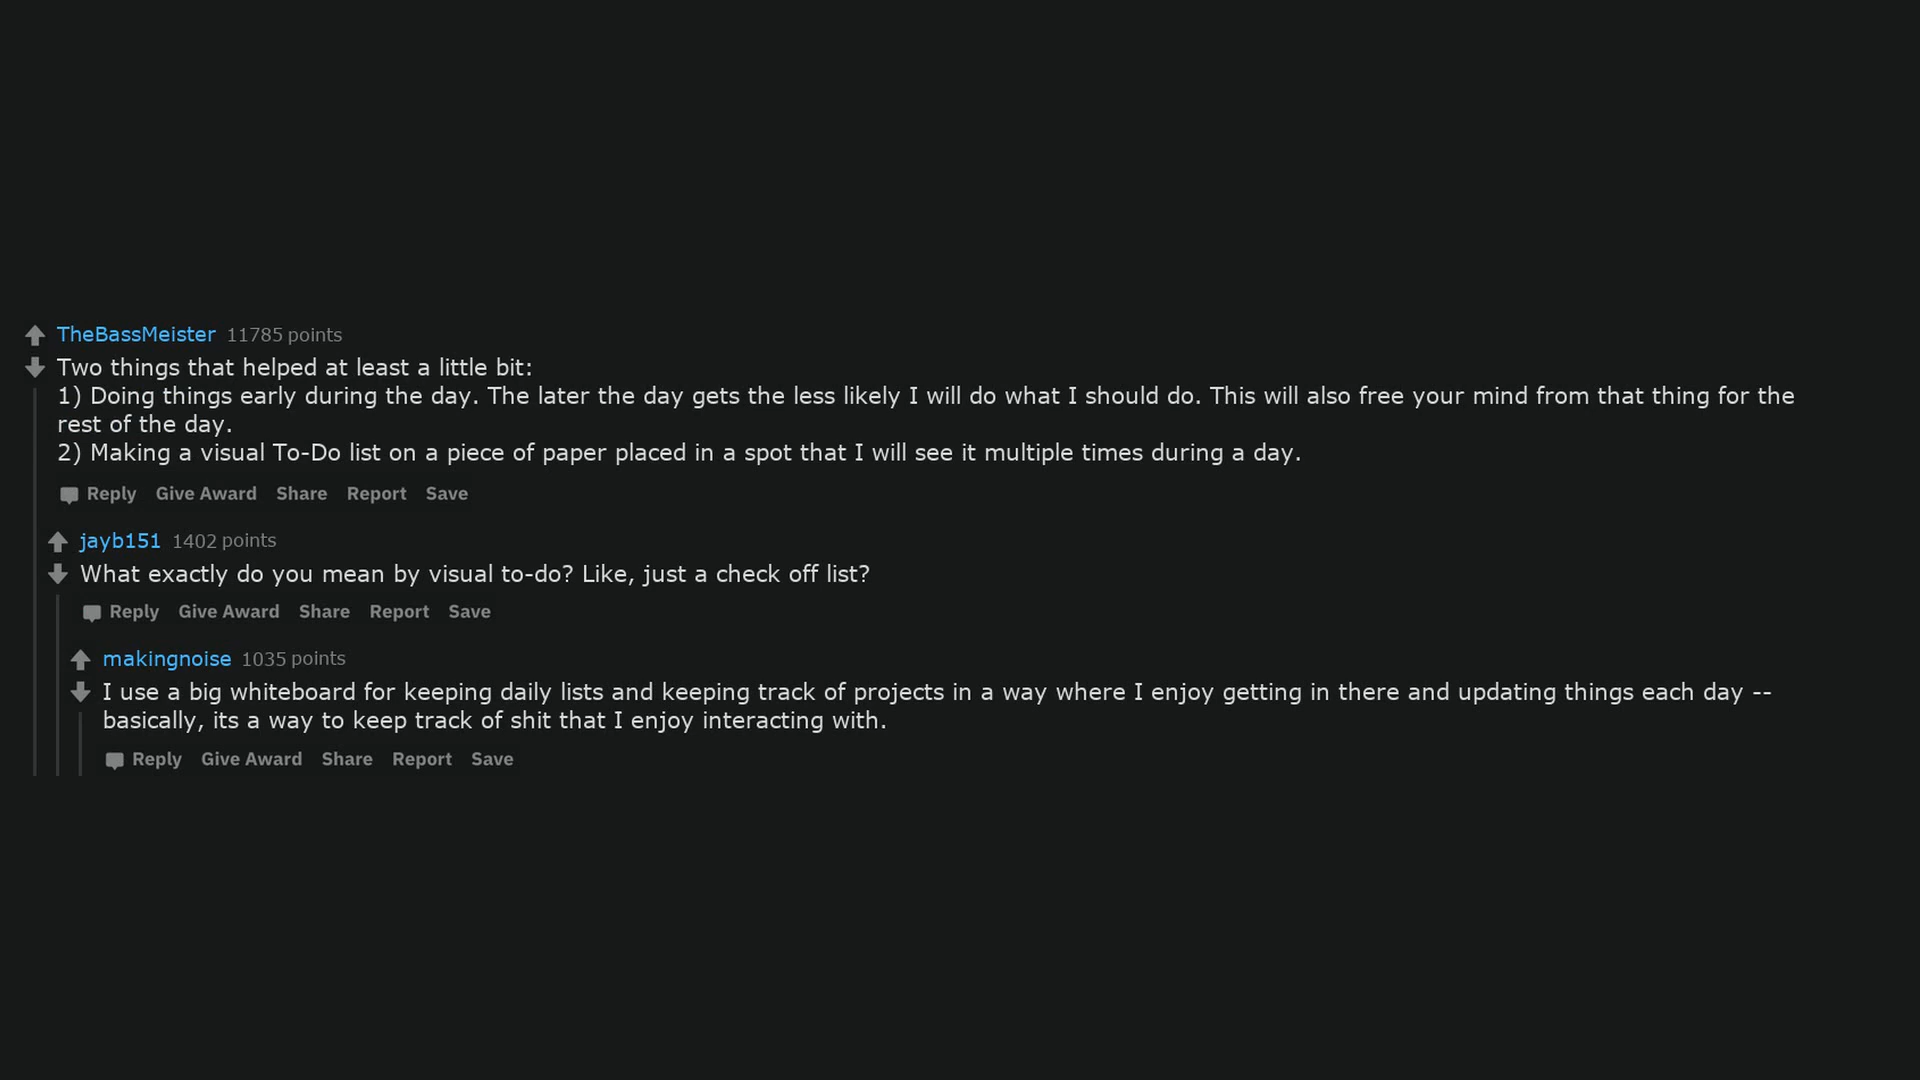 TheBassMeister 11785 points
Two things that helped at least a little bit:
1) Doing things early during the day. The later the day gets the less likely I will do what I should do. This will also free your mind from that thing for the
rest of the day.
2) Making a visual To-Do list on a piece of paper placed in a spot that I will see it multiple times during a day.
Reply Give Award Share Report Save
jayb151 1402 points
What exactly do you mean by visual to-do? Like, just a check off list?
Reply Give Award Share Report Save
makingnoise 1035 points
I use a big whiteboard for keeping daily lists and keeping track of projects in a way where I enjoy getting in there and updating things each day --
basically, its a way to keep track of shit that I enjoy interacting with.
Reply Give Award Share Report Save